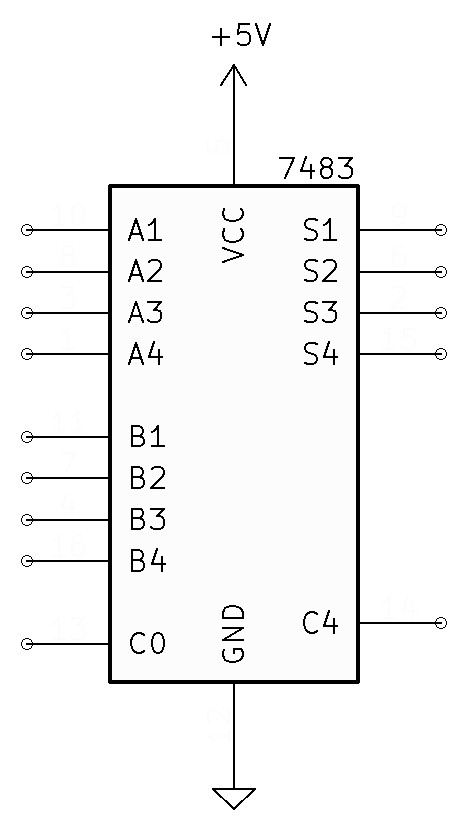 +5V
7483
VCC
A1 S1
A2 S2
A3 S3
A4 S4
B1
B2
B3
B4
C0 GND C4